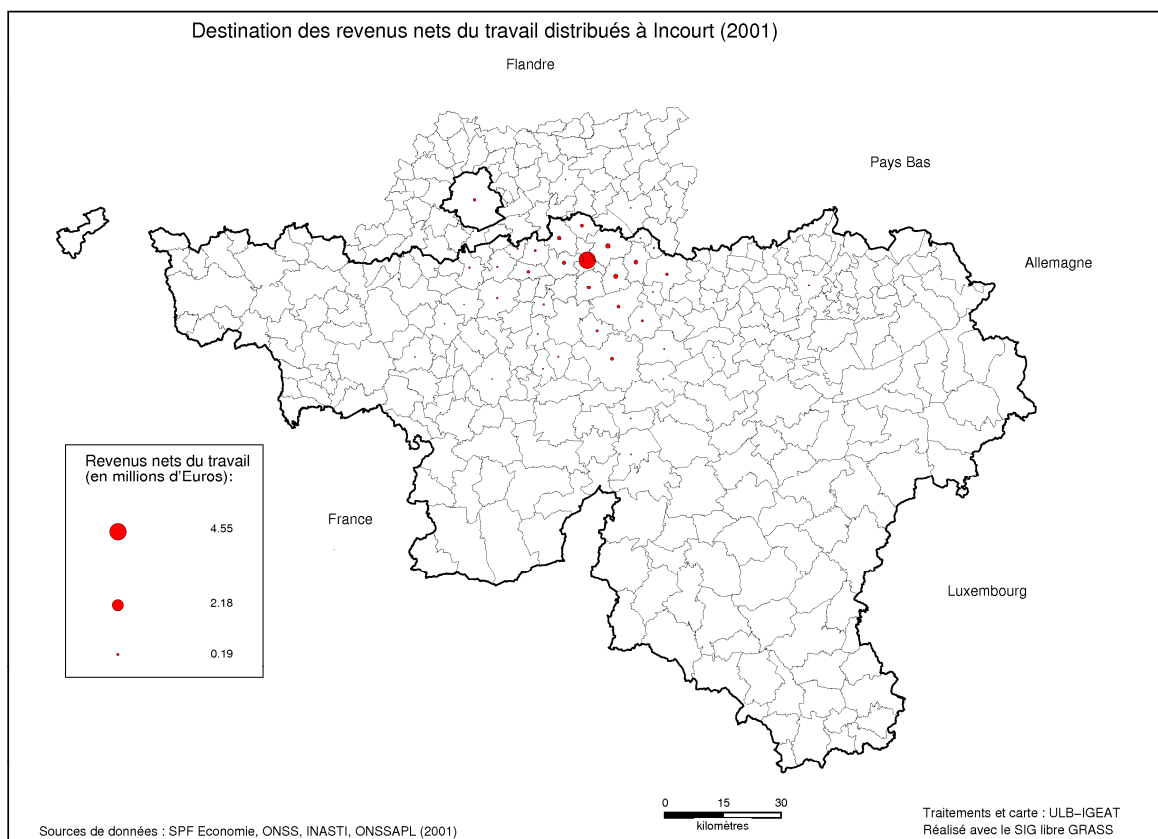 Destination des revenus nets du travail distribués à Incourt (2001)
Flandre
Pays Bas
Allemagne
Revenus nets du travail
(en millions d'Euros):
4.55
2.18
0.19
France
Luxembourg
0 15 30
kilomètres
Sources de données : SPF Economie, ONSS, INASTI, ONSSAPL (2001)
Traitements et carte : ULB-IGEAT
Réalisé avec le SIG libre GRASS